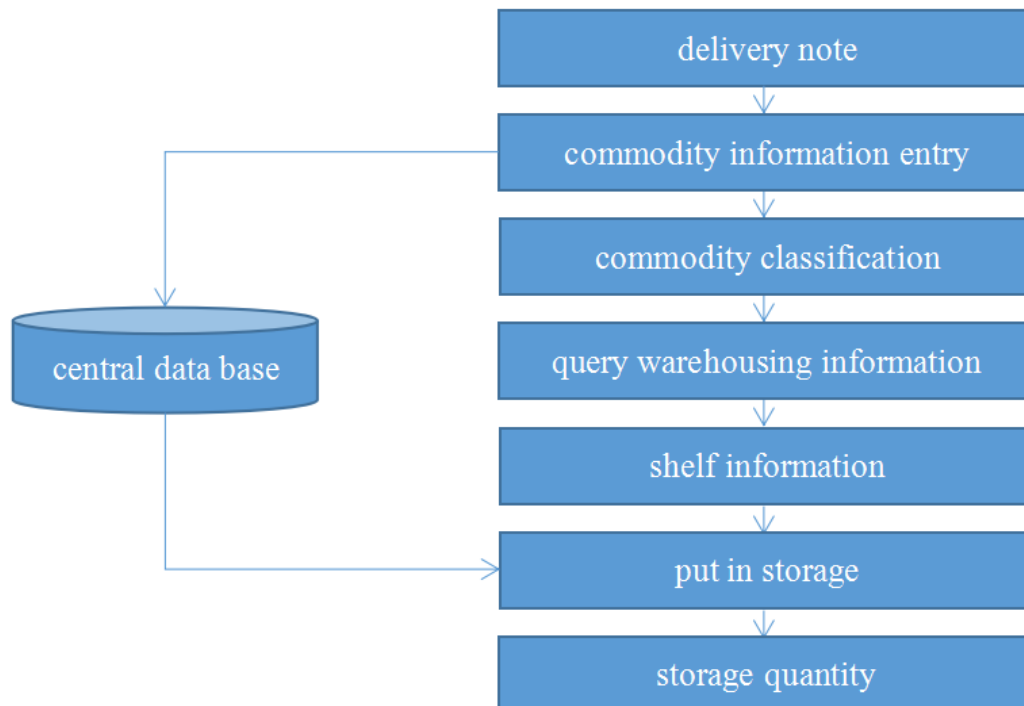 delivery note
commodity information entry
commodity classification
central data base
query warehousing information
shelf information
put in storage
storage quantity